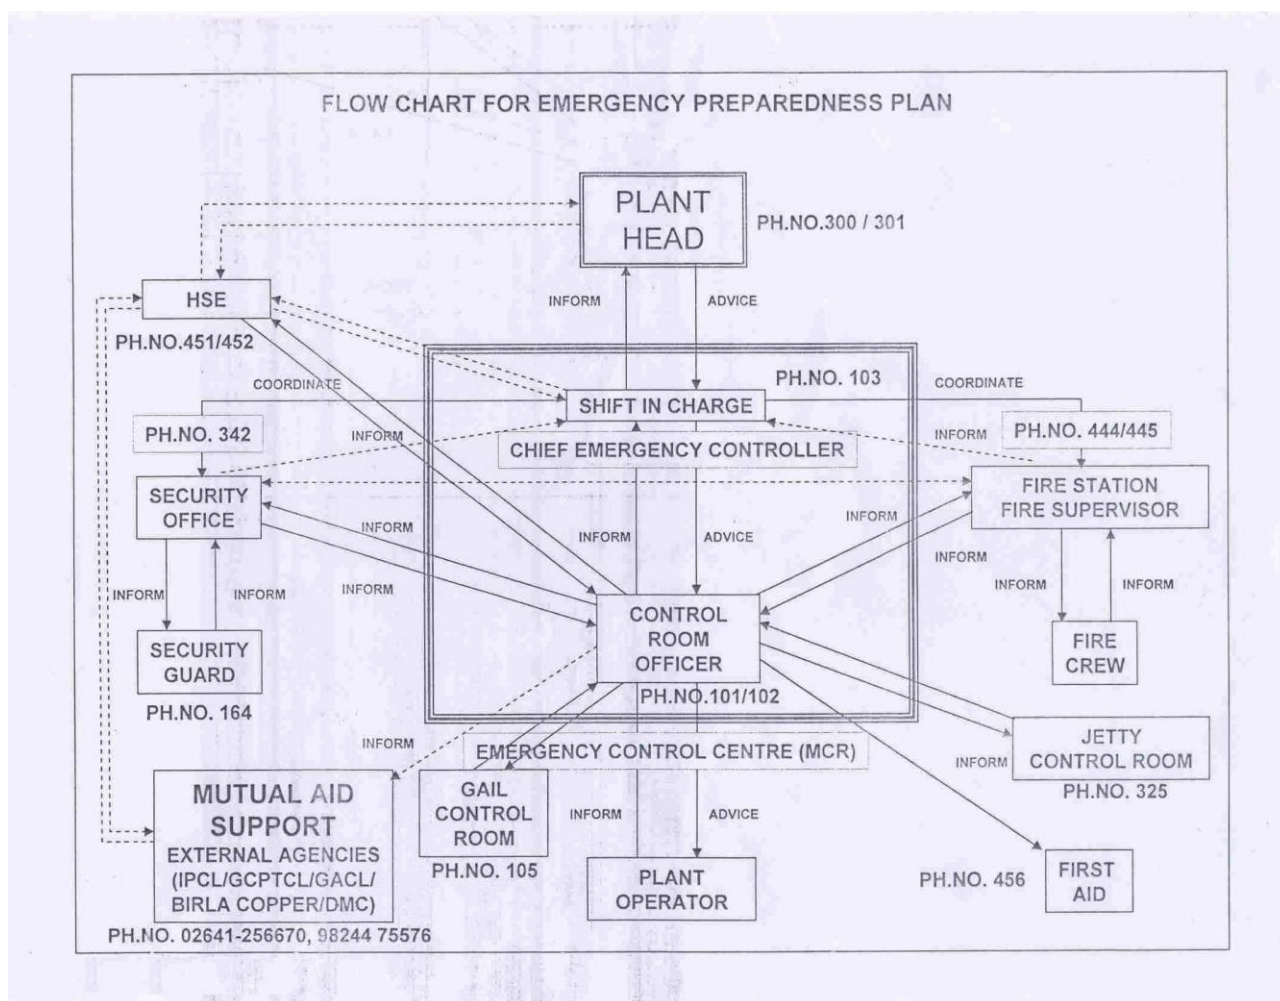 FLOW CHART FOR EMERGENCY PREPAREDNESS PLAN
PLANT
HEAD
PH.NO.300 / 301
HSE
PH.NO.451/452
INFORM
ADVICE
PH.NO. 103
COORDINATE
COORDINATE
SHIFT IN CHARGE
PH.NO. 342
INFORM
CHIEF EMERGENCY CONTROLLER
INFORM
PH.NO. 444/445
SECURITY
OFFICE
FIRE STATION
FIRE SUPERVISOR
INFORM
INFORM
ADVICE
INFORM
INFORM
INFORM
INFORM
INFORM
INFORM
INFORM
CONTROL
ROOM
OFFICER
PH.NO.101/102
SECURITY
GUARD
PH.NO. 164
FIRE
CREW
INFORM
EMERGENCY CONTROL CENTRE (MCR)
JETTY
CONTROL ROOM
PH.NO. 325
INFORM
MUTUAL AID
SUPPORT
EXTERNAL AGENCIES
(IPCL/GCPTCL/GACL/
BIRLA COPPER/DMC)
PH.NO. 02641-256670, 98244 75576
GAIL
CONTROL
ROOM
PH.NO. 105
INFORM
ADVICE
PLANT
OPERATOR
PH.NO. 456
FIRST
AID